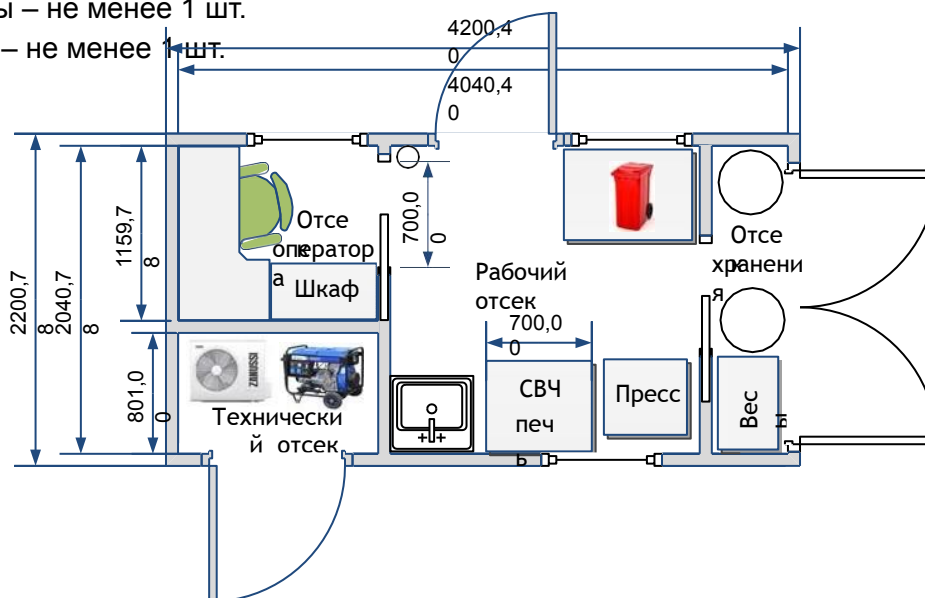 ы – не менее 1 шт.
– не менее 1 шт.
4200,4
0
4040,4
0
2200,7
8
2040,7
8
1159,7
8
801,0
0
700,0
0
Отсе
к
оператор
а
Шкаф
Рабочий
отсек
700,0
0
Отсе
к
хранени
я
ZANUSSI
Технически
й отсек
СВЧ
печ
ь
Пресс
Вес
ы